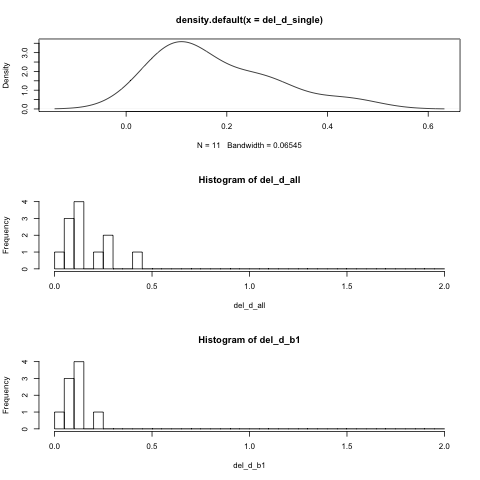 density.default(x = del_d_single)
Density
0.0 1.0 2.0 3.0
0.0 0.2 0.4 0.6
N = 11 Bandwidth = 0.06545
Histogram of del_d_all
Frequency
0 1 2 3 4
0.0 0.5 1.0 1.5 2.0
del_d_all
Histogram of del_d_b1
Frequency
0 1 2 3 4
0.0 0.5 1.0 1.5 2.0
del_d_b1